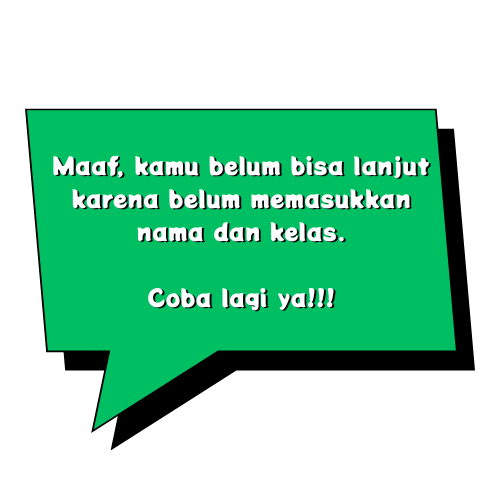 Maaf, kamu belum bisa lanjut
karena belum memasukkan
nama dan kelas.
Coba lagi ya!!!